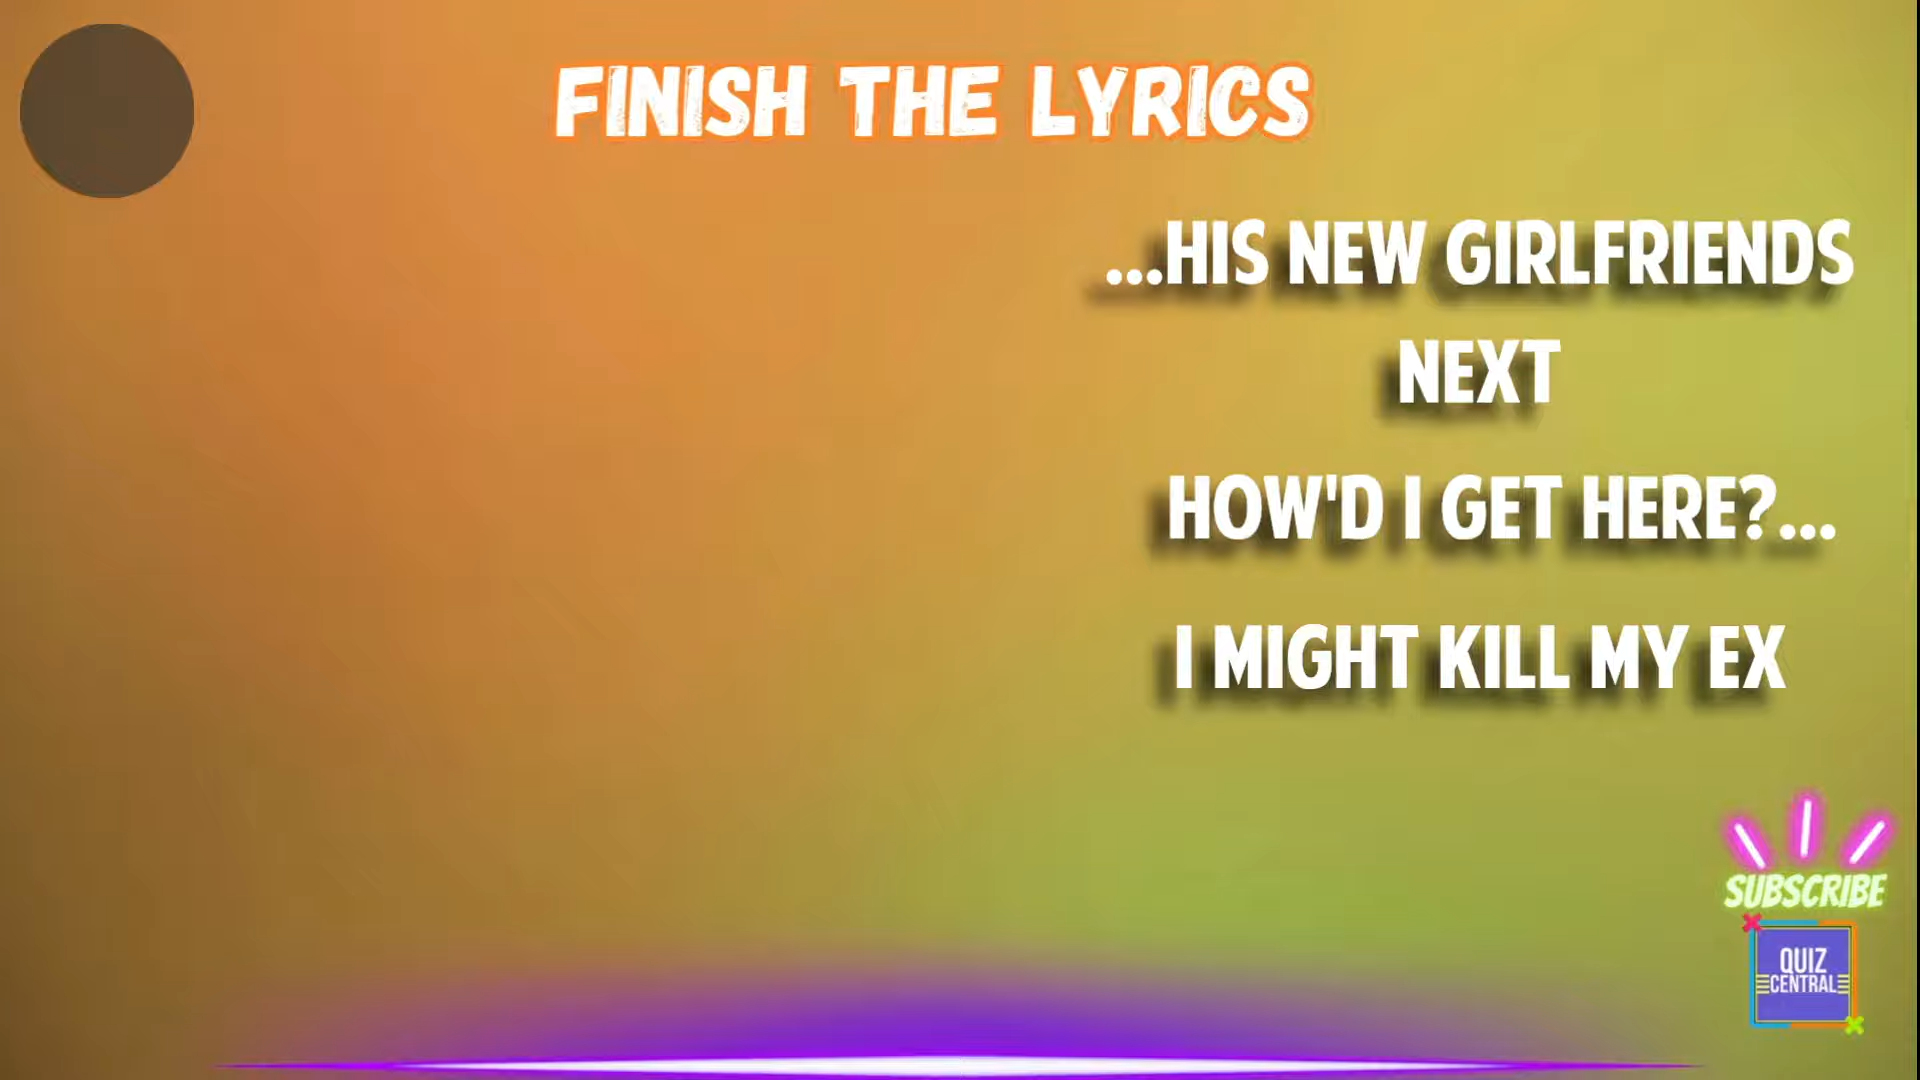 FINISH THE LYRICS
...HIS NEW GIRLFRIENDS
NEXT
HOW'D I GET HERE?...
I MIGHT KILL MY EX
SUBSCRIBE
QUIZ
CENTRAL